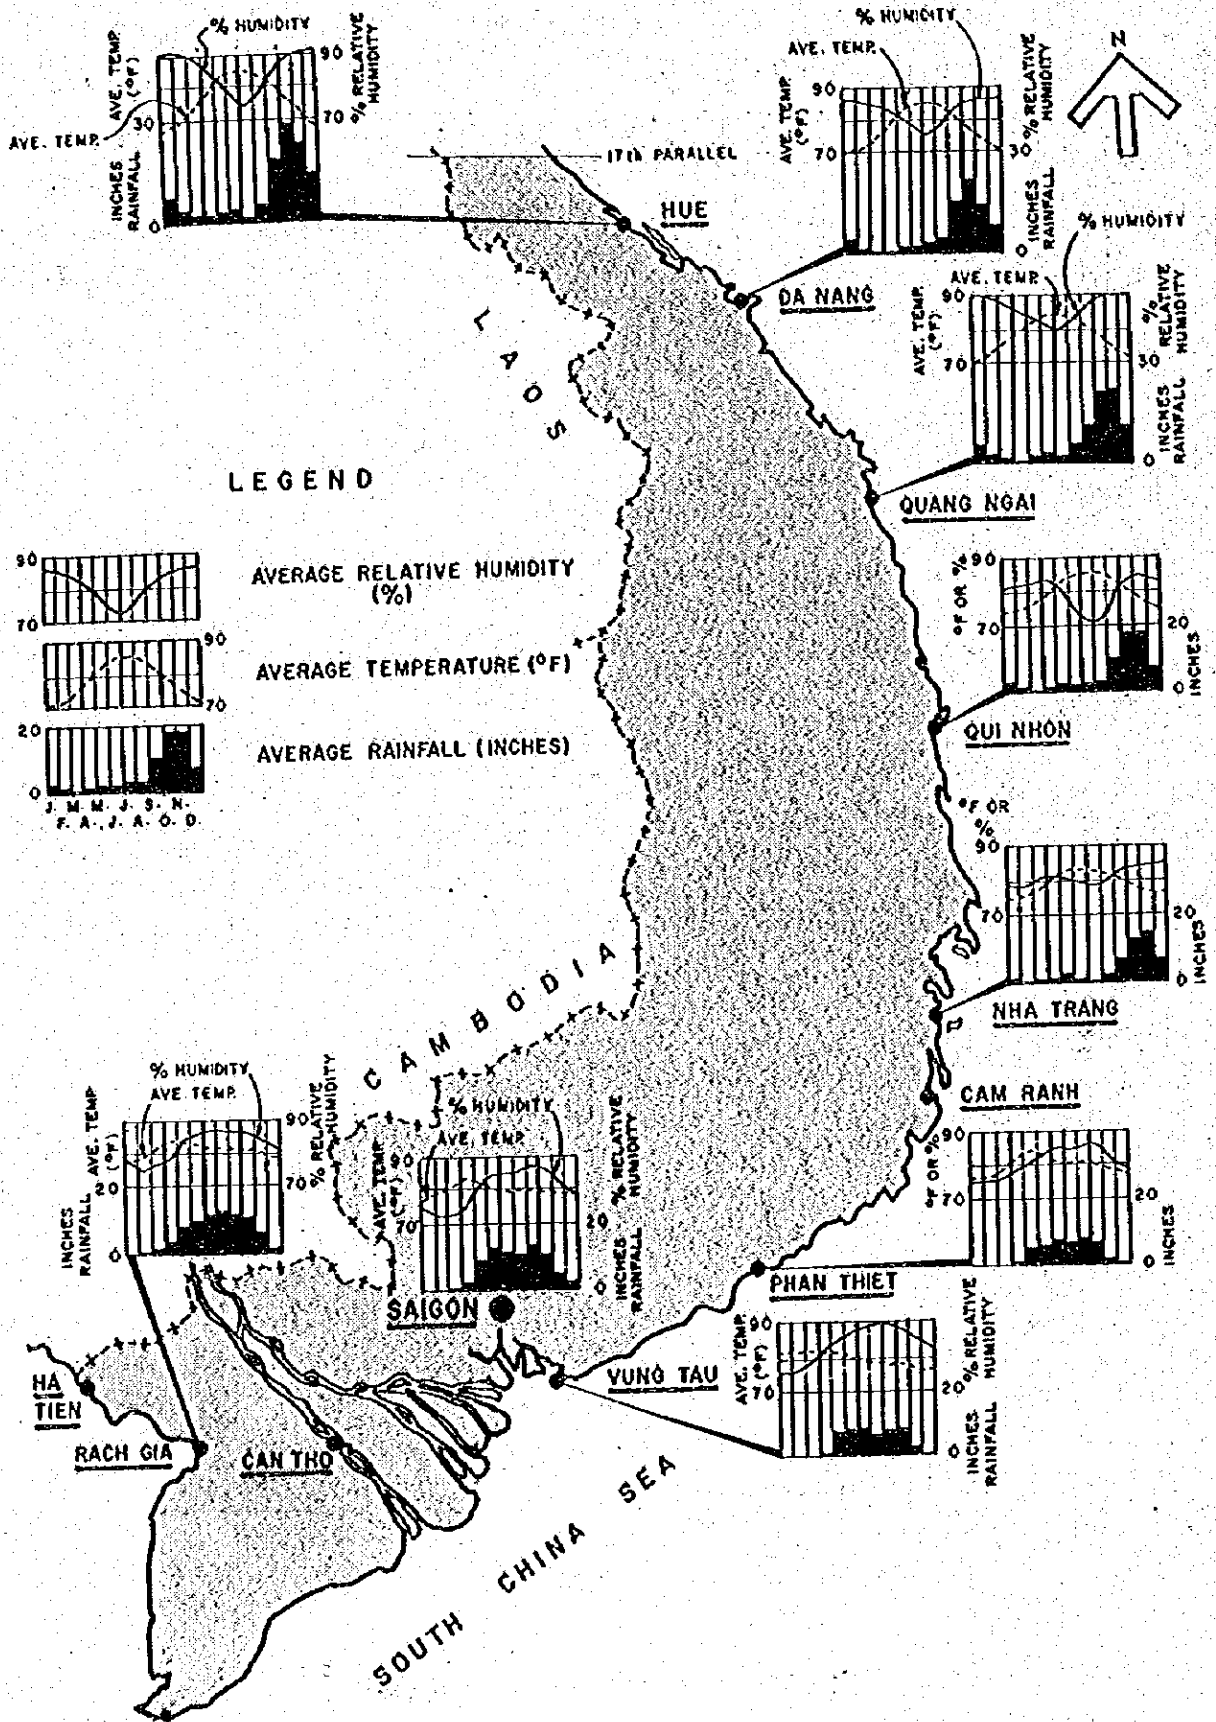 % HUMIDITY
AVE. TEMP.
(°F)
90
% RELATIVE
HUMIDITY
70
AVE. TEMP.
30
INCHES
RAINFALL
0
% HUMIDITY
AVE. TEMP.
AVE. TEMP.
(°F)
90
70
% RELATIVE
HUMIDITY
30
INCHES
RAINFALL
0
N
17th PARALLEL
HUE
DA NANG
% HUMIDITY
AVE. TEMP.
AVE. TEMP.
(°F)
90
70
%
RELATIVE
HUMIDITY
30
INCHES
RAINFALL
0
QUANG NGAI
LAOS
LEGEND
90
70
AVERAGE RELATIVE HUMIDITY
(%)
90
70
AVERAGE TEMPERATURE (°F)
20
0
AVERAGE RAINFALL (INCHES)
J. M. M. J. S. N.
F. A. J. A. O. D.
°F OR %
90
70
20
0
INCHES
QUI NHON
°F OR
%
90
70
20
0
INCHES
NHA TRANG
CAMBODIA
CAM RANH
°F OR %
90
70
20
0
INCHES
PHAN THIET
% HUMIDITY
AVE. TEMP.
AVE. TEMP.
(°F)
90
% RELATIVE
HUMIDITY
70
20
INCHES
RAINFALL
0
% HUMIDITY
AVE. TEMP.
AVE. TEMP.
(°F)
90
70
% RELATIVE
HUMIDITY
20
INCHES
RAINFALL
0
SAIGON
AVE. TEMP.
(°F)
90
70
% RELATIVE
HUMIDITY
20
INCHES
RAINFALL
0
VUNG TAU
HA
TIEN
RACH GIA
CAN THO
SOUTH CHINA SEA